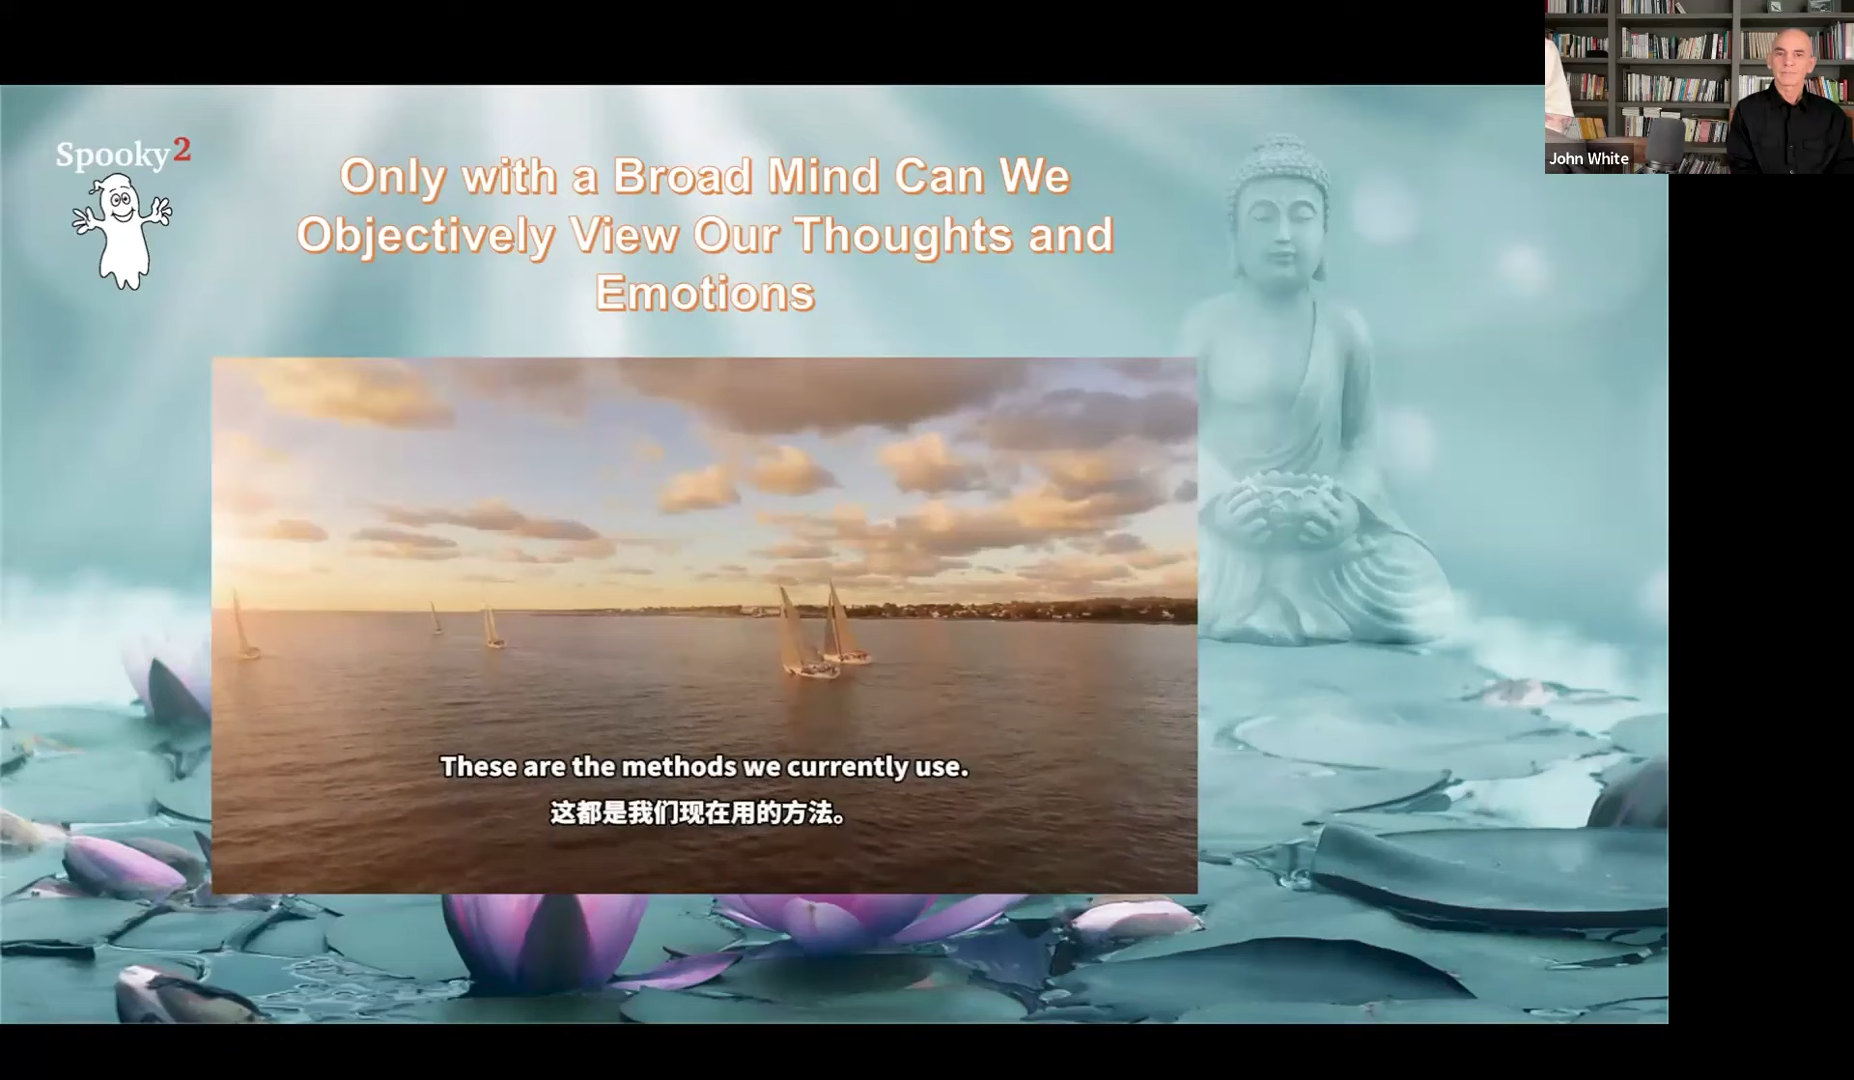 Spooky2
Only with a Broad Mind Can We
Objectively View Our Thoughts and
Emotions
John White
These are the methods we currently use.
这都是我们现在用的方法。